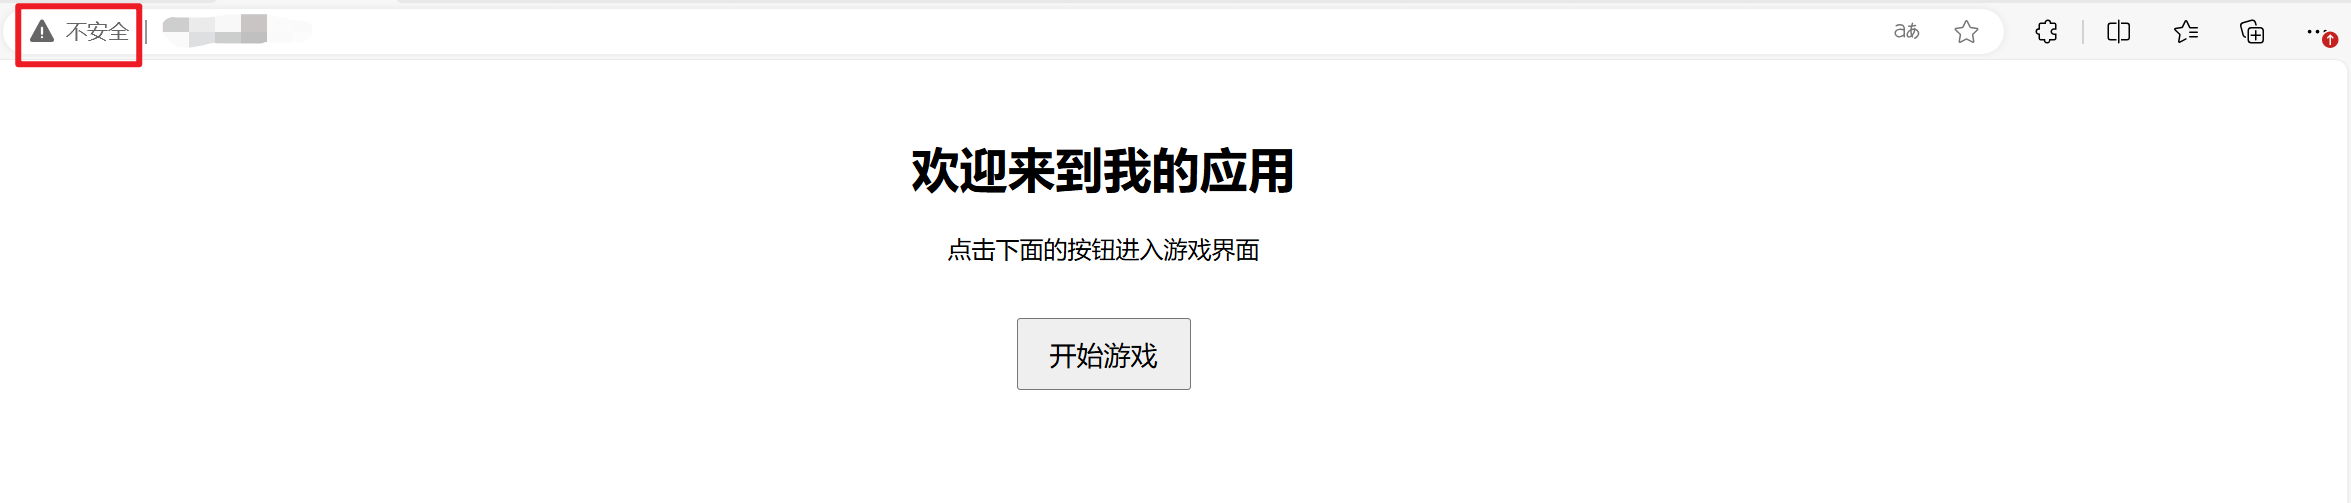 不安全
aあ
欢迎来到我的应用
点击下面的按钮进入游戏界面
开始游戏